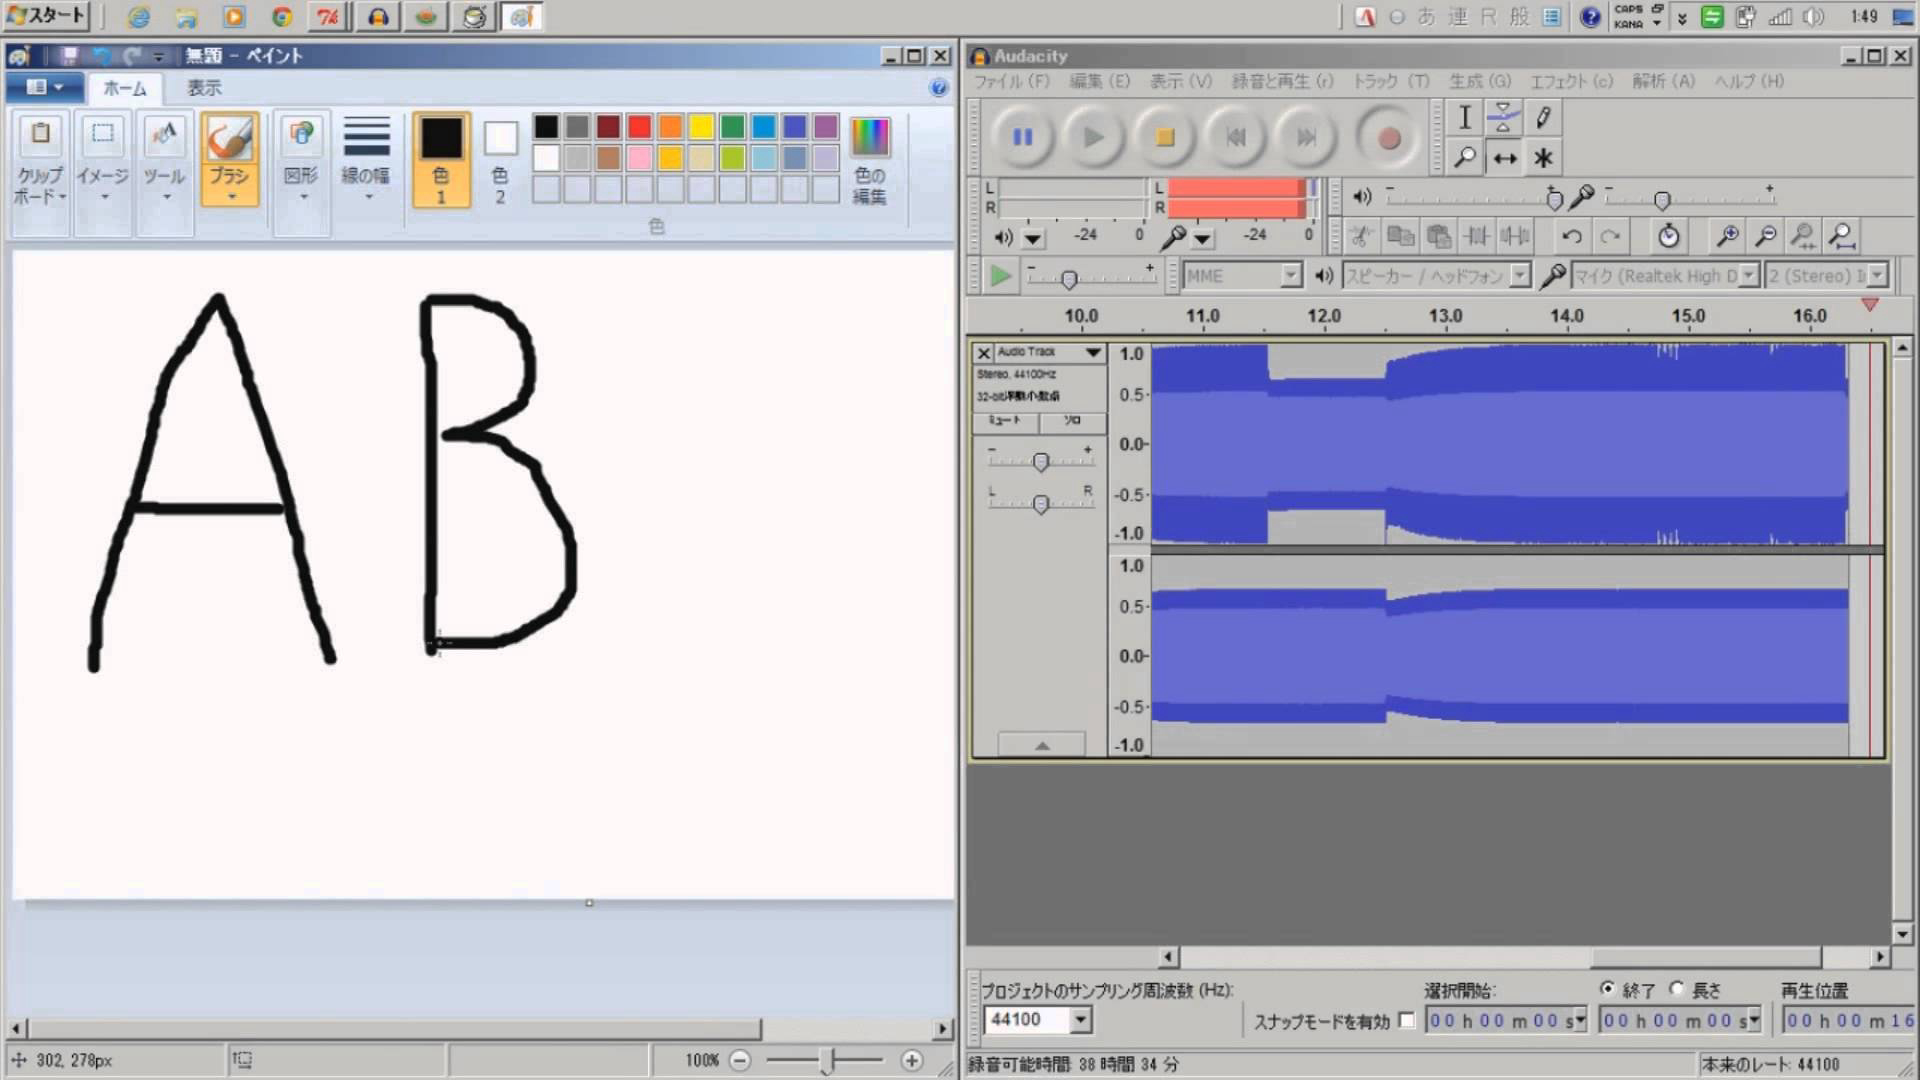 スタート
A あ 連 R 般
CAPS
KANA
1:49
無題 - ペイント
ホーム 表示
クリップ
ボード
イメージ
ツール
ブラシ
図形
線の幅
色
1
色
2
色の
編集
色
A B
302, 278px
100%
Audacity
ファイル (F) 編集 (E) 表示 (V) 録音と再生 (r) トラック (T) 生成 (G) エフェクト (c) 解析 (A) ヘルプ (H)
L
R
-24 0
L
R
-24 0
MME
スピーカー / ヘッドフォン
マイク (Realtek High D
2 (Stereo)
10.0 11.0 12.0 13.0 14.0 15.0 16.0
Audio Track
Stereo, 44100Hz
32-bit浮動小数点
ミュート ソロ
- +
L R
1.0
0.5
0.0
-0.5
-1.0
1.0
0.5
0.0
-0.5
-1.0
プロジェクトのサンプリング周波数 (Hz):
44100
スナップモードを有効
選択開始:
00 h 00 m 00 s
終了 長さ
00 h 00 m 00 s
再生位置
00 h 00 m 16
録音可能時間: 38 時間 34 分
本来のレート: 44100